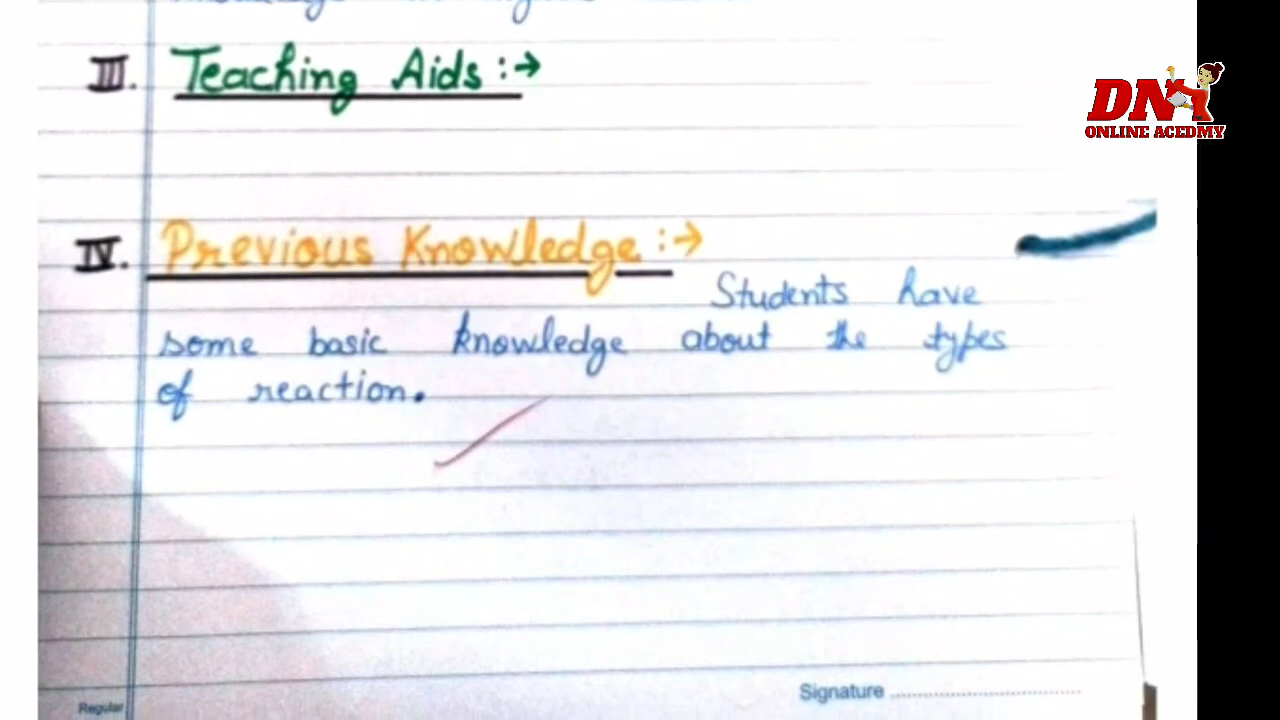 III. Teaching Aids :→
DN
ONLINE ACEDMY
IV. Previous Knowledge :→
Students have
some basic knowledge about the types
of reaction.
Signature
Regular